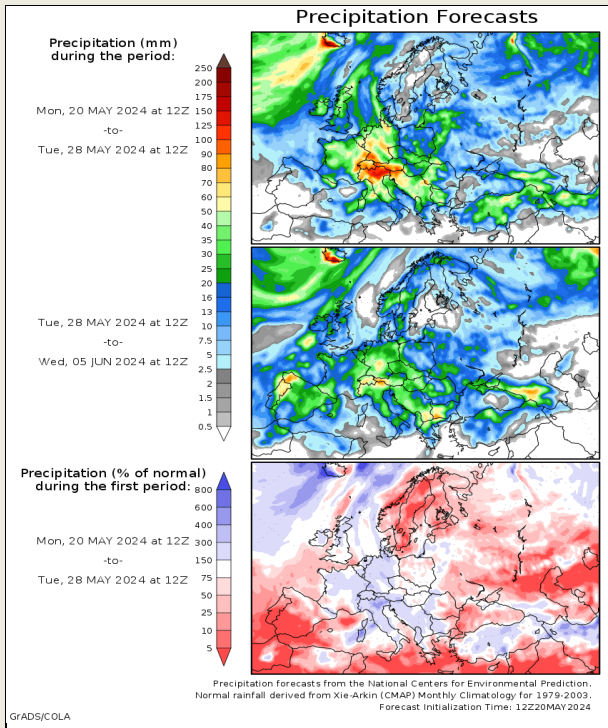 Precipitation Forecasts
Precipitation (mm)
during the period:
Mon, 20 MAY 2024 at 12Z
-to-
Tue, 28 MAY 2024 at 12Z
250
200
175
150
125
100
90
80
70
60
50
40
35
30
25
20
16
13
10
7.5
5
2.5
2
1.5
1
0.5
Tue, 28 MAY 2024 at 12Z
-to-
Wed, 05 JUN 2024 at 12Z
Precipitation (% of normal)
during the first period:
Mon, 20 MAY 2024 at 12Z
-to-
Tue, 28 MAY 2024 at 12Z
800
600
400
300
150
75
50
25
10
5
Precipitation forecasts from the National Centers for Environmental Prediction.
Normal rainfall derived from Xie-Arkin (CMAP) Monthly Climatology for 1979-2003.
Forecast Initialization Time: 12Z20MAY2024
GrADS/COLA